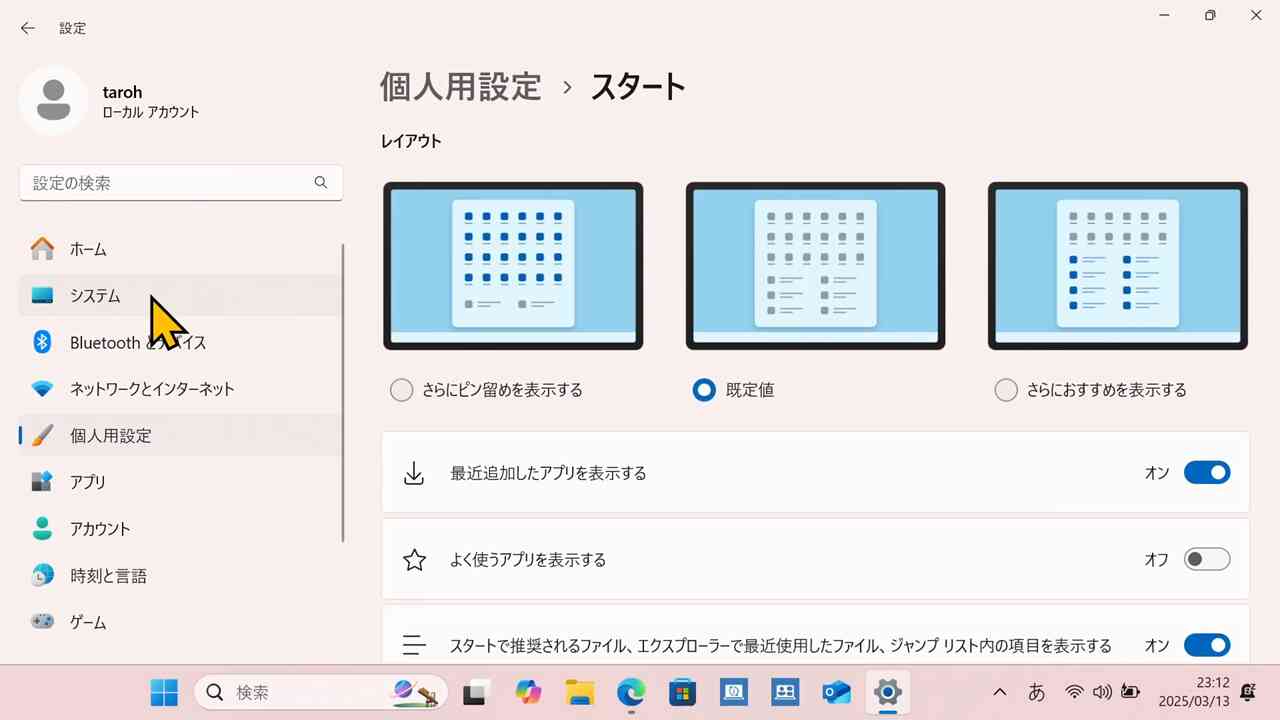 設定
taroh
ローカル アカウント
設定の検索
ホーム
システム
Bluetooth とデバイス
ネットワークとインターネット
個人用設定
アプリ
アカウント
時刻と言語
ゲーム
個人用設定 › スタート
レイアウト
さらにピン留めを表示する
既定値
さらにおすすめを表示する
最近追加したアプリを表示する オン
よく使うアプリを表示する オフ
スタートで推奨されるファイル、エクスプローラーで最近使用したファイル、ジャンプ リスト内の項目を表示する オン
検索
あ
23:12
2025/03/13